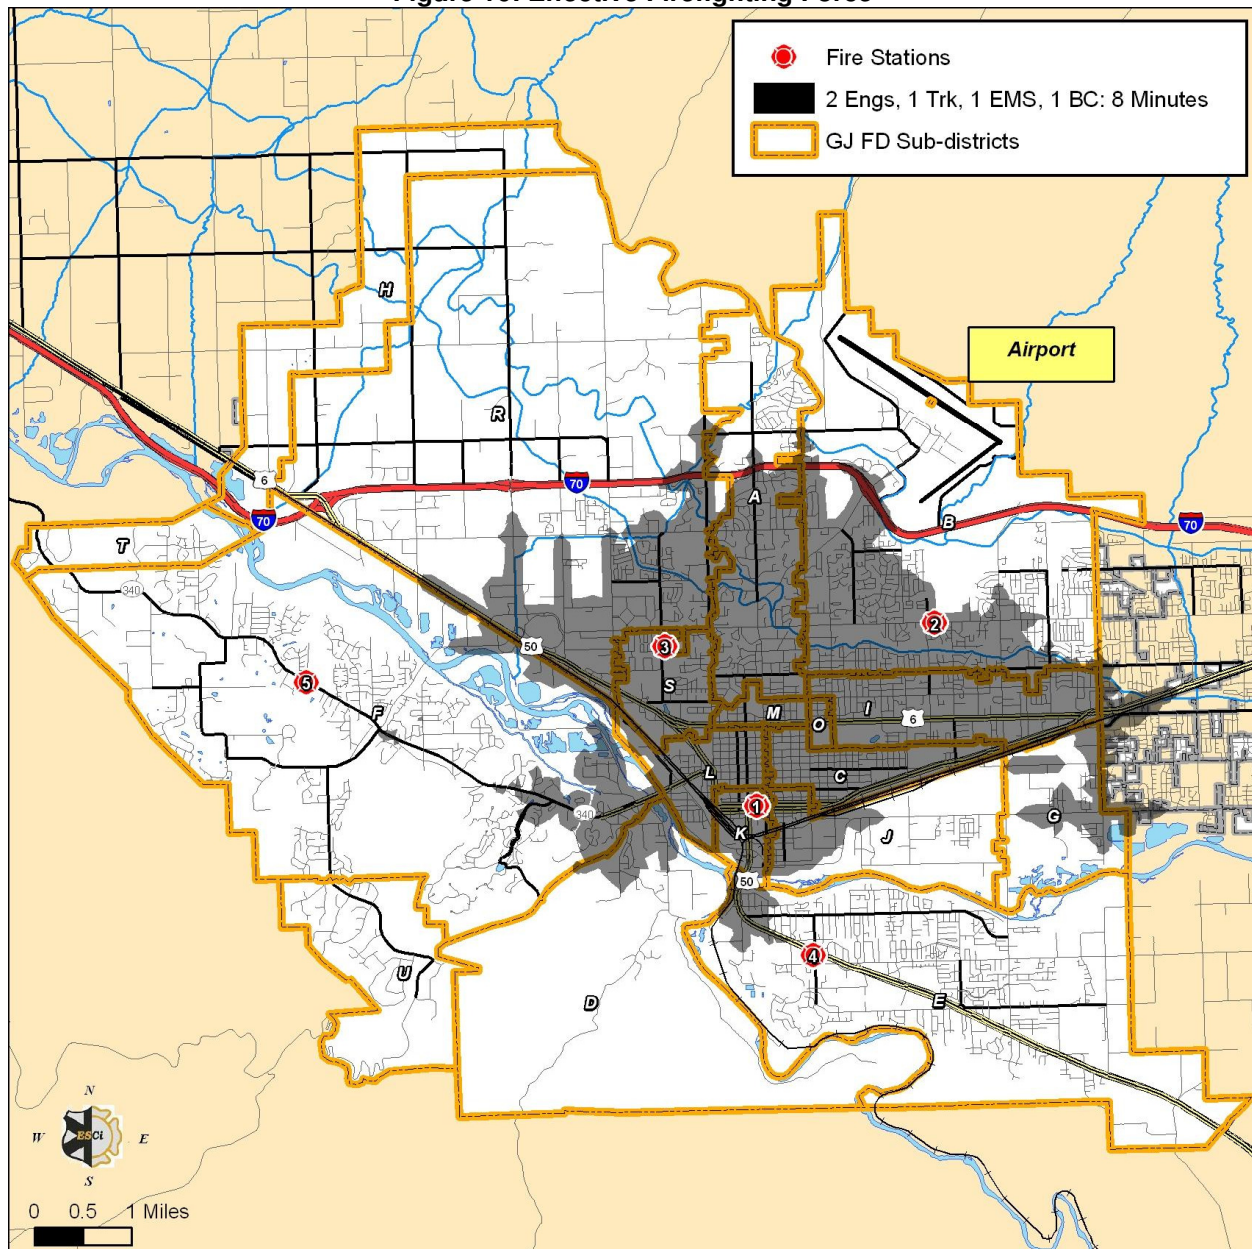 Fire Stations
2 Engs, 1 Trk, 1 EMS, 1 BC: 8 Minutes
GJ FD Sub-districts
H
Airport
R
6
70
A
70
B
70
T
340
2
3
50
5
S
F
I
M
O
6
L
C
1
340
G
K
J
50
4
U
D
E
N
W
ESCi
E
S
0 0.5 1 Miles